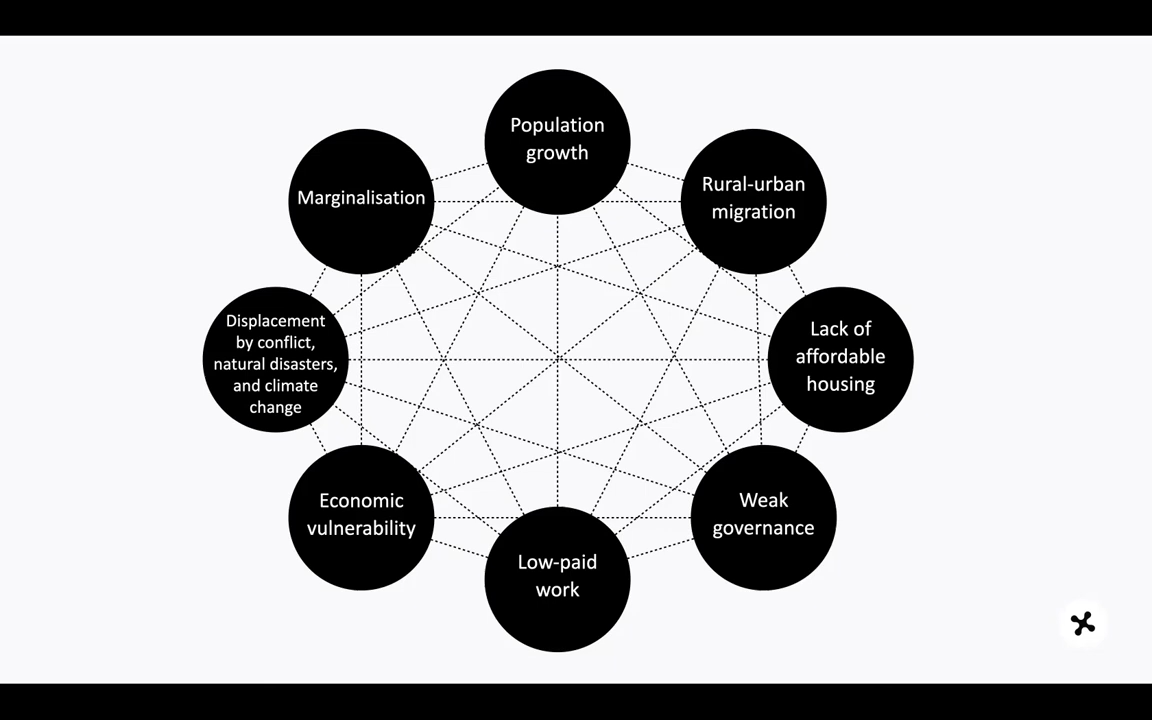 Population
growth
Rural-urban
migration
Lack of
affordable
housing
Weak
governance
Low-paid
work
Economic
vulnerability
Displacement
by conflict,
natural disasters,
and climate
change
Marginalisation